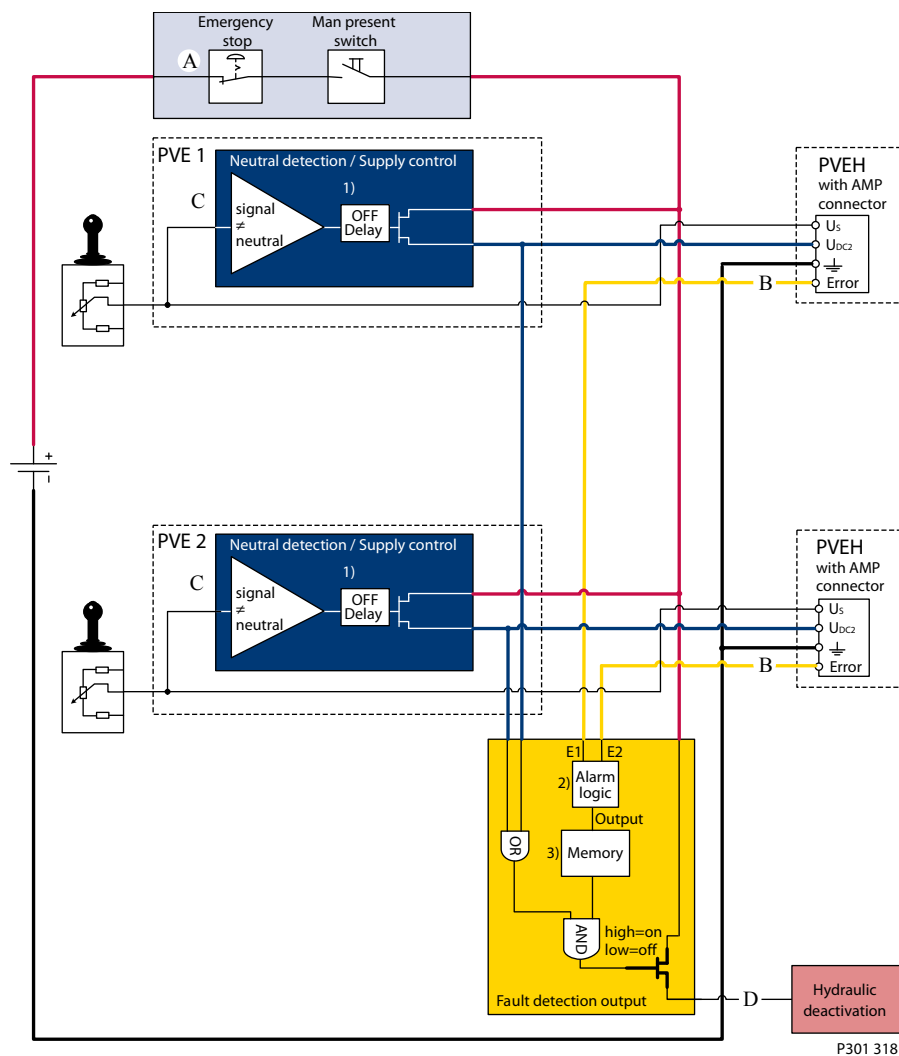 Emergency
stop
Man present
switch
A
PVE 1
Neutral detection / Supply control
1)
C
signal
≠
neutral
OFF
Delay
PVEH
with AMP
connector
US
UDC2
Error
B
+
-
PVE 2
Neutral detection / Supply control
1)
C
signal
≠
neutral
OFF
Delay
PVEH
with AMP
connector
US
UDC2
Error
B
E1 E2
2) Alarm
logic
Output
OR
3) Memory
AND
high=on
low=off
Fault detection output
D
Hydraulic
deactivation
P301 318